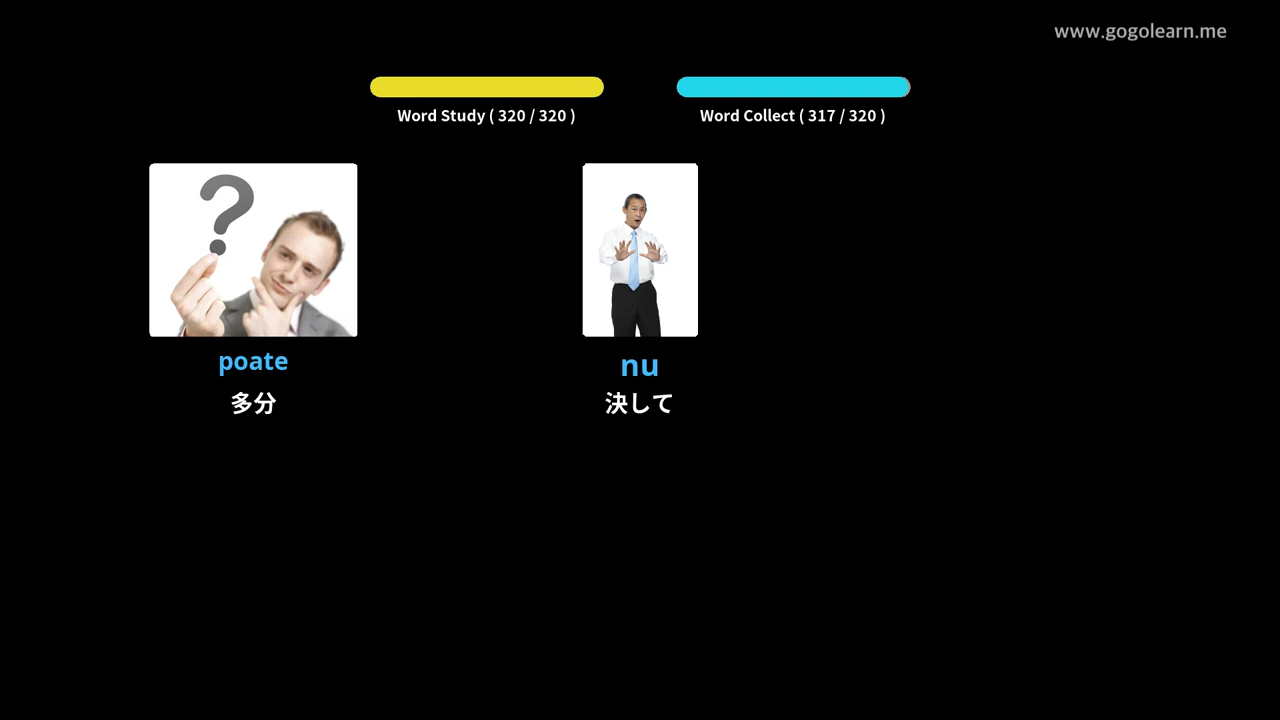 www.gogolearn.me
Word Study ( 320 / 320 )
Word Collect ( 317 / 320 )
poate
多分
nu
決して